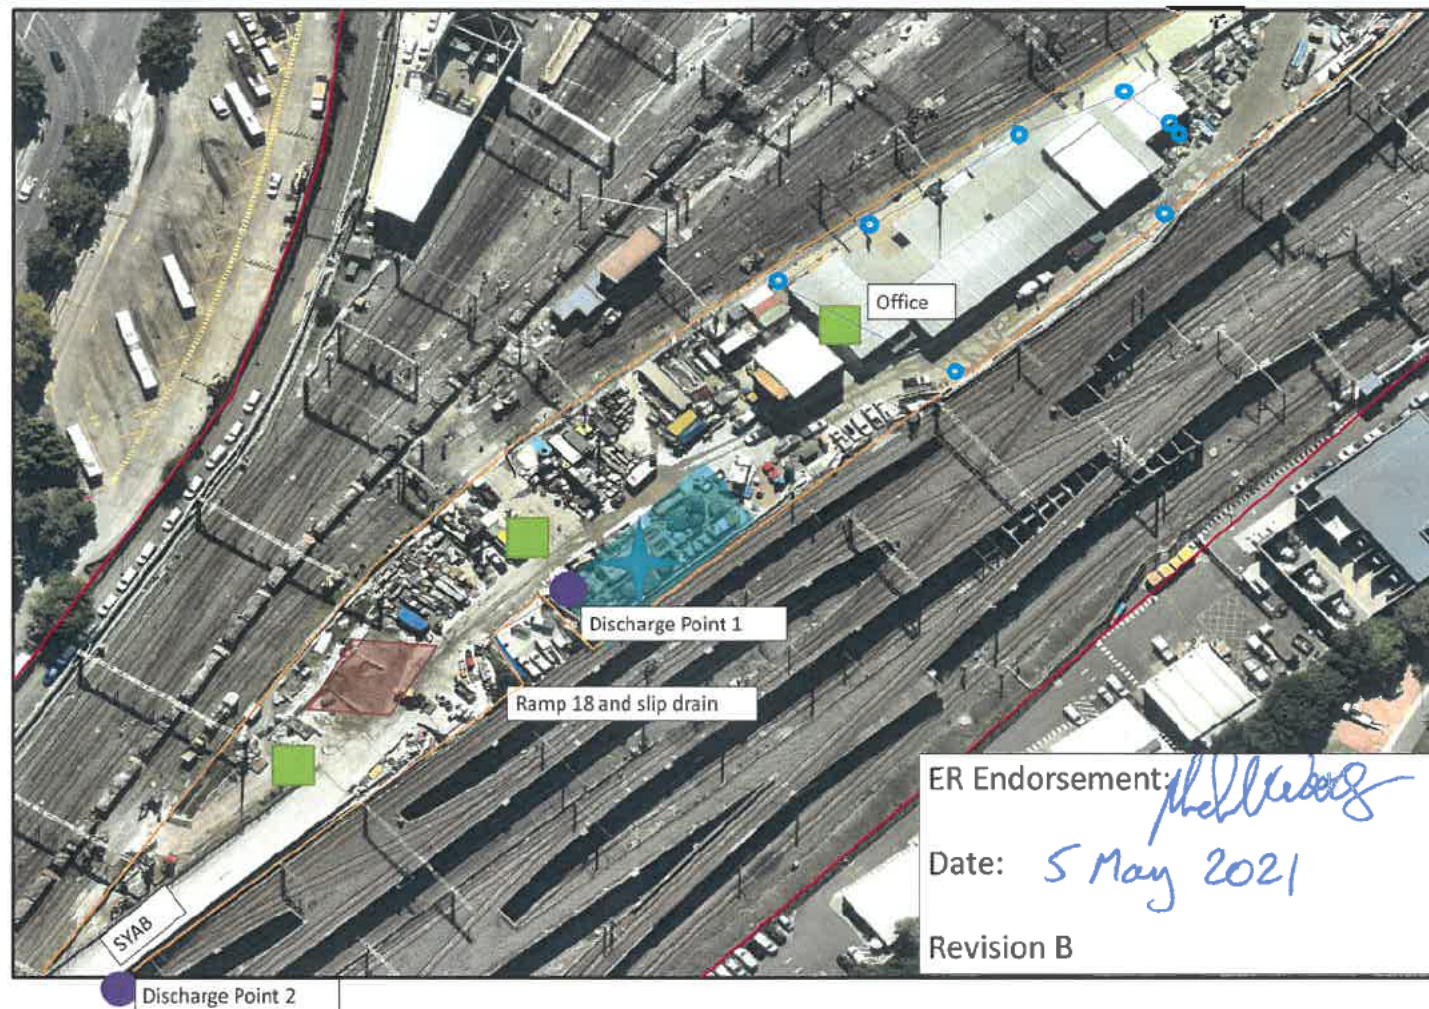 Office
Discharge Point 1
Ramp 18 and slip drain
ER Endorsement:
Date: 5 May 2021
Revision B
SYAB
Discharge Point 2